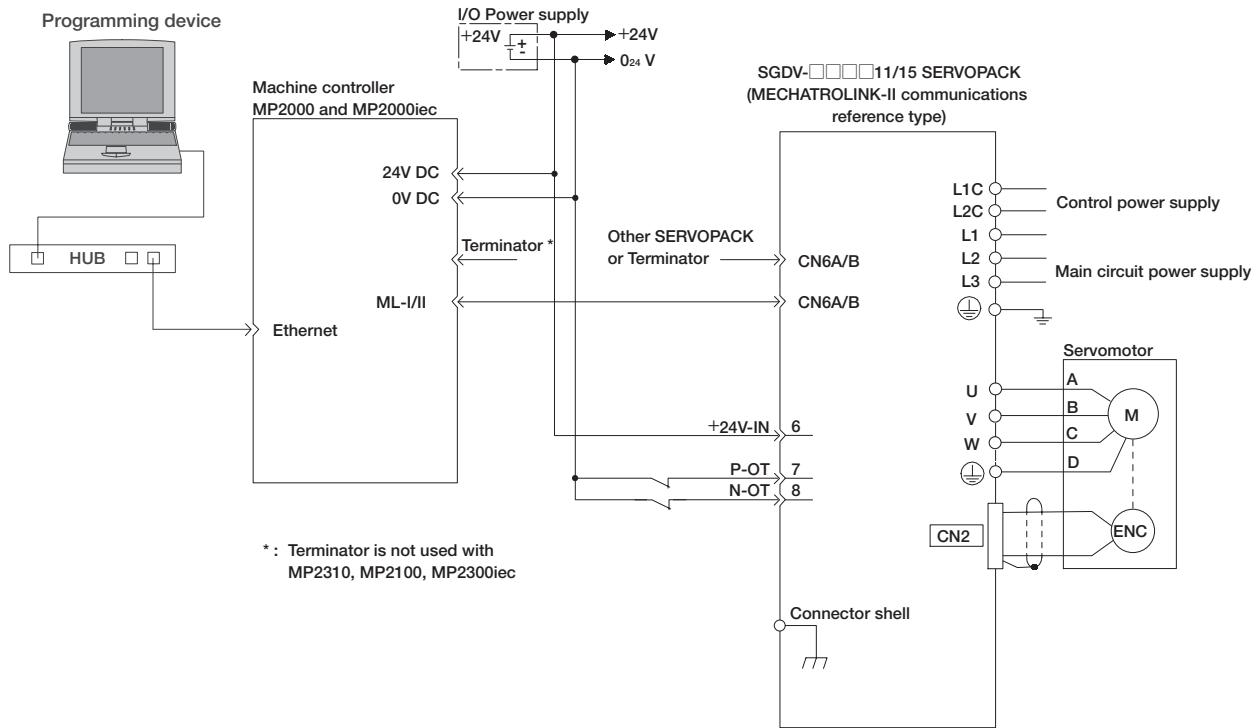 Programming device
I/O Power supply
+24V
+
-
+24V
0₂₄ V
Machine controller
MP2000 and MP2000iec
SGDV-□□□□11/15 SERVOPACK
(MECHATROLINK-II communications
reference type)
24V DC
0V DC
Terminator *
ML-I/II
Ethernet
HUB
Other SERVOPACK
or Terminator
CN6A/B
CN6A/B
L1C
L2C
Control power supply
L1
L2
L3
Main circuit power supply
Servomotor
U
A
V
B
W
C
D
M
+24V-IN
6
P-OT
7
N-OT
8
CN2
ENC
* : Terminator is not used with
MP2310, MP2100, MP2300iec
Connector shell